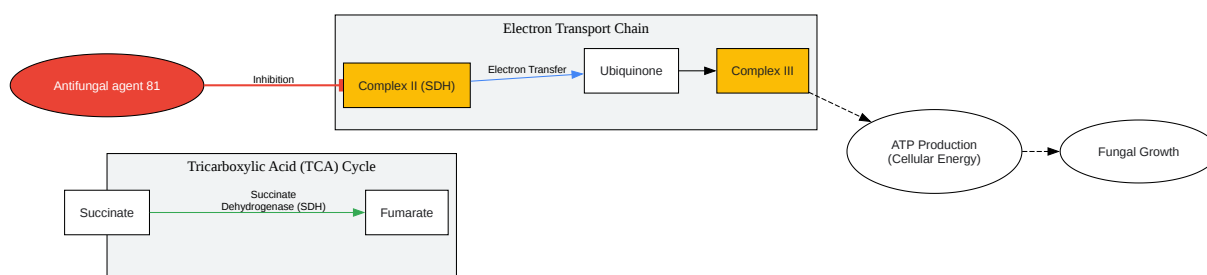 Electron Transport Chain
Antifungal agent 81
Inhibition
Complex II (SDH)
Electron Transfer
Ubiquinone
Complex III
ATP Production
(Cellular Energy)
Fungal Growth
Tricarboxylic Acid (TCA) Cycle
Succinate
Succinate
Dehydrogenase (SDH)
Fumarate